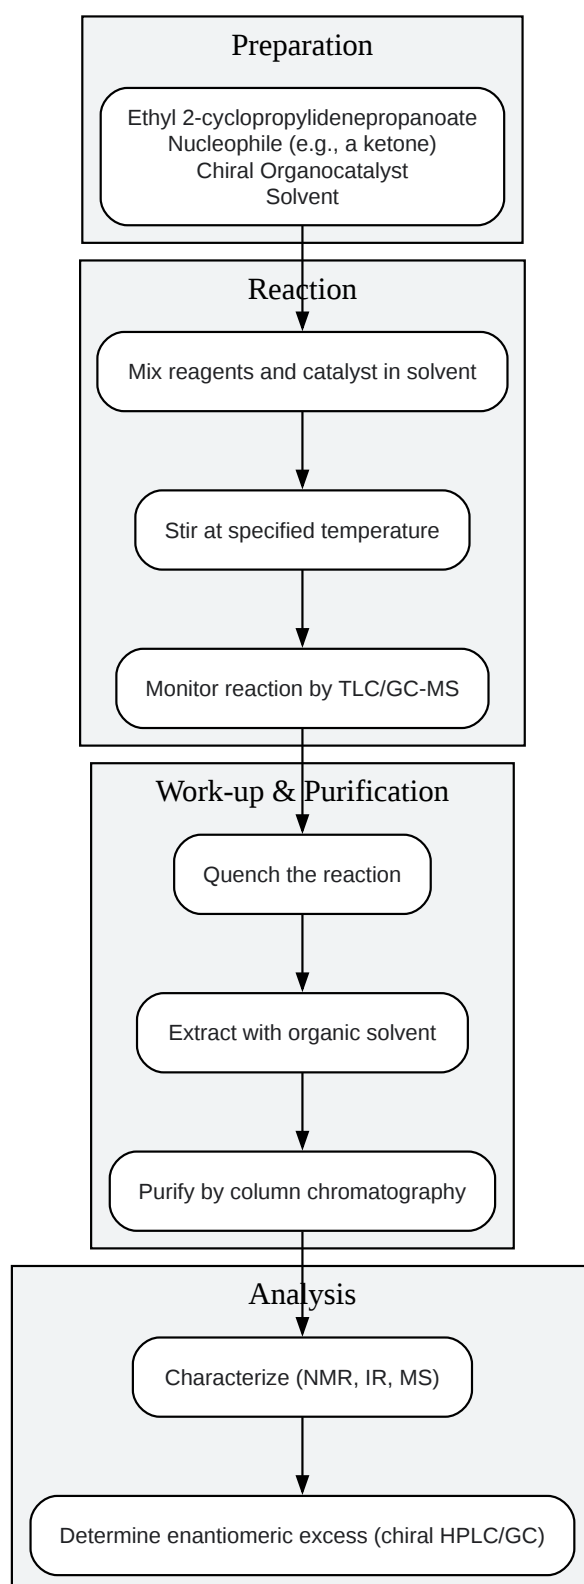 Preparation
Ethyl 2-cyclopropylidenepropanoate
Nucleophile (e.g., a ketone)
Chiral Organocatalyst
Solvent
Reaction
Mix reagents and catalyst in solvent
Stir at specified temperature
Monitor reaction by TLC/GC-MS
Work-up & Purification
Quench the reaction
Extract with organic solvent
Purify by column chromatography
Analysis
Characterize (NMR, IR, MS)
Determine enantiomeric excess (chiral HPLC/GC)